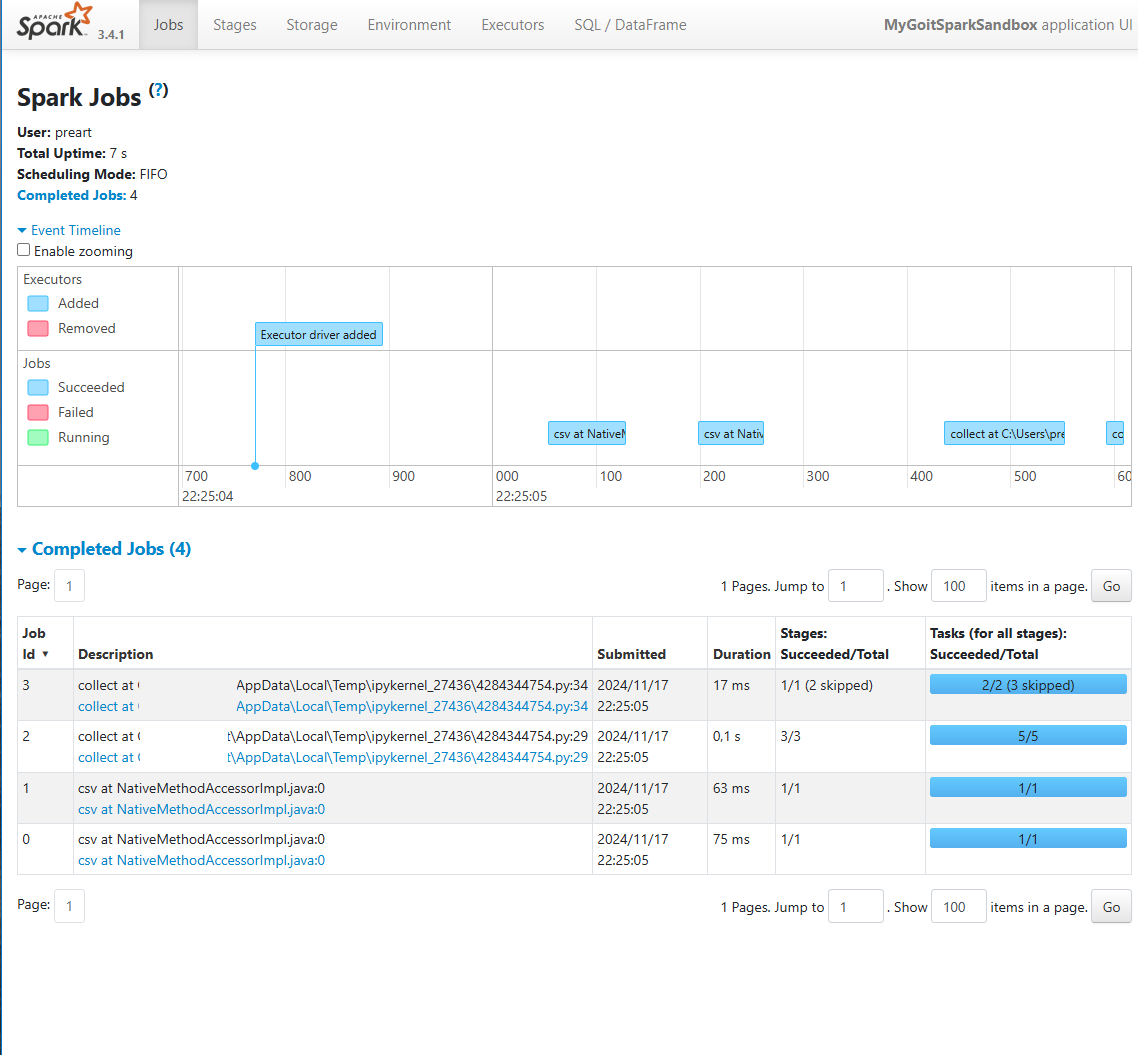 APACHE
Spark 3.4.1 Jobs Stages Storage Environment Executors SQL / DataFrame MyGoitSparkSandbox application UI
Spark Jobs (?)
User: preart
Total Uptime: 7 s
Scheduling Mode: FIFO
Completed Jobs: 4
Event Timeline
Enable zooming
Executors
Added
Removed
Executor driver added
Jobs
Succeeded
Failed
Running
csv at Native csv at Nativ collect at C:\Users\pre co
700 800 900 000 100 200 300 400 500 60
22:25:04 22:25:05
Completed Jobs (4)
Page: 1 1 Pages. Jump to 1 . Show 100 items in a page. Go
Job Id ▾ Description Submitted Duration Stages: Succeeded/Total Tasks (for all stages): Succeeded/Total
3 collect at AppData\Local\Temp\ipykernel_27436\4284344754.py:34 2024/11/17 17 ms 1/1 (2 skipped) 2/2 (3 skipped)
collect at AppData\Local\Temp\ipykernel_27436\4284344754.py:34 22:25:05
2 collect at \AppData\Local\Temp\ipykernel_27436\4284344754.py:29 2024/11/17 0,1 s 3/3 5/5
collect at t\AppData\Local\Temp\ipykernel_27436\4284344754.py:29 22:25:05
1 csv at NativeMethodAccessorImpl.java:0 2024/11/17 63 ms 1/1 1/1
csv at NativeMethodAccessorImpl.java:0 22:25:05
0 csv at NativeMethodAccessorImpl.java:0 2024/11/17 75 ms 1/1 1/1
csv at NativeMethodAccessorImpl.java:0 22:25:05
Page: 1 1 Pages. Jump to 1 . Show 100 items in a page. Go